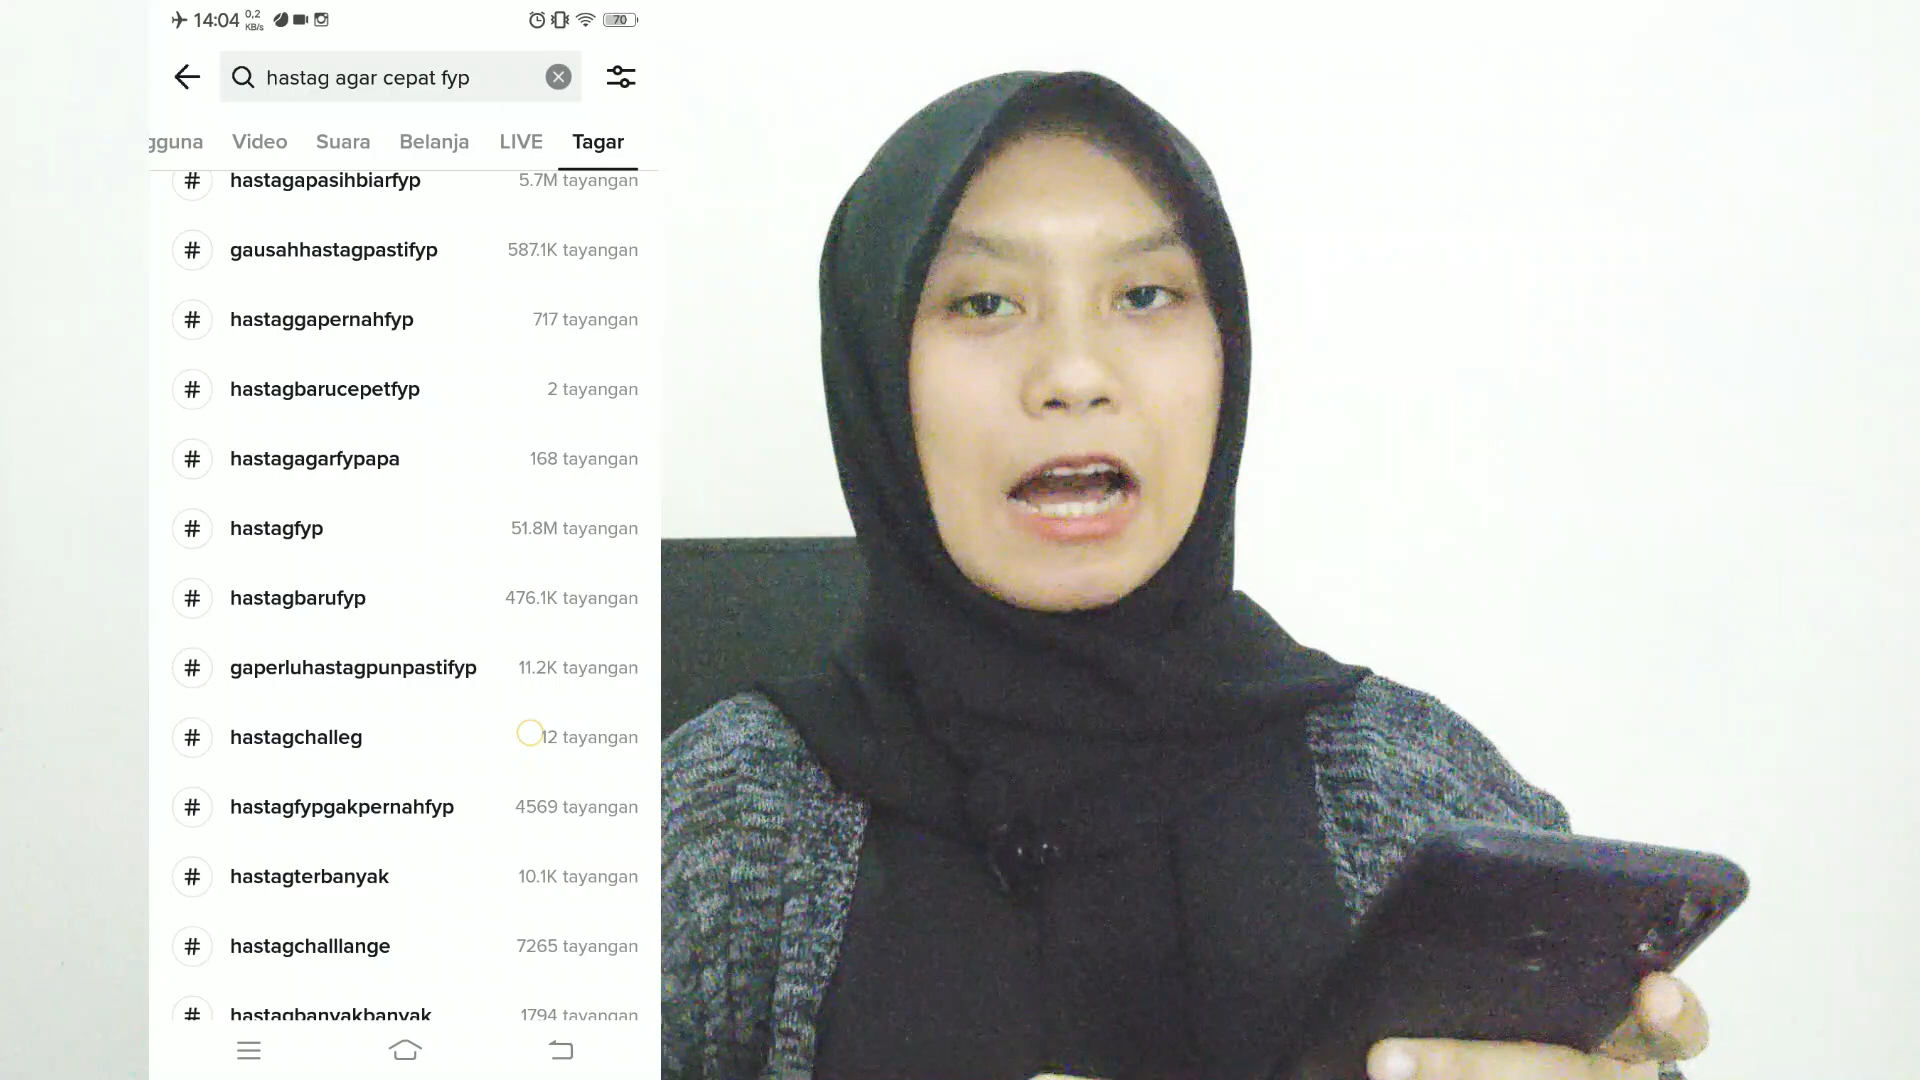 14:04 0,2 KB/s 70
hastag agar cepat fyp
gguna Video Suara Belanja LIVE Tagar
# hastagapasihbiarfyp 5.7M tayangan
# gausahhastagpastifyp 587.1K tayangan
# hastaggapernahfyp 717 tayangan
# hastagbarucepetfyp 2 tayangan
# hastagagarfypapa 168 tayangan
# hastagfyp 51.8M tayangan
# hastagbarufyp 476.1K tayangan
# gaperluhastagpunpastifyp 11.2K tayangan
# hastagchalleg 12 tayangan
# hastagfypgakpernahfyp 4569 tayangan
# hastagterbanyak 10.1K tayangan
# hastagchalllange 7265 tayangan
# hastagbanyakbanyak 1794 tayangan